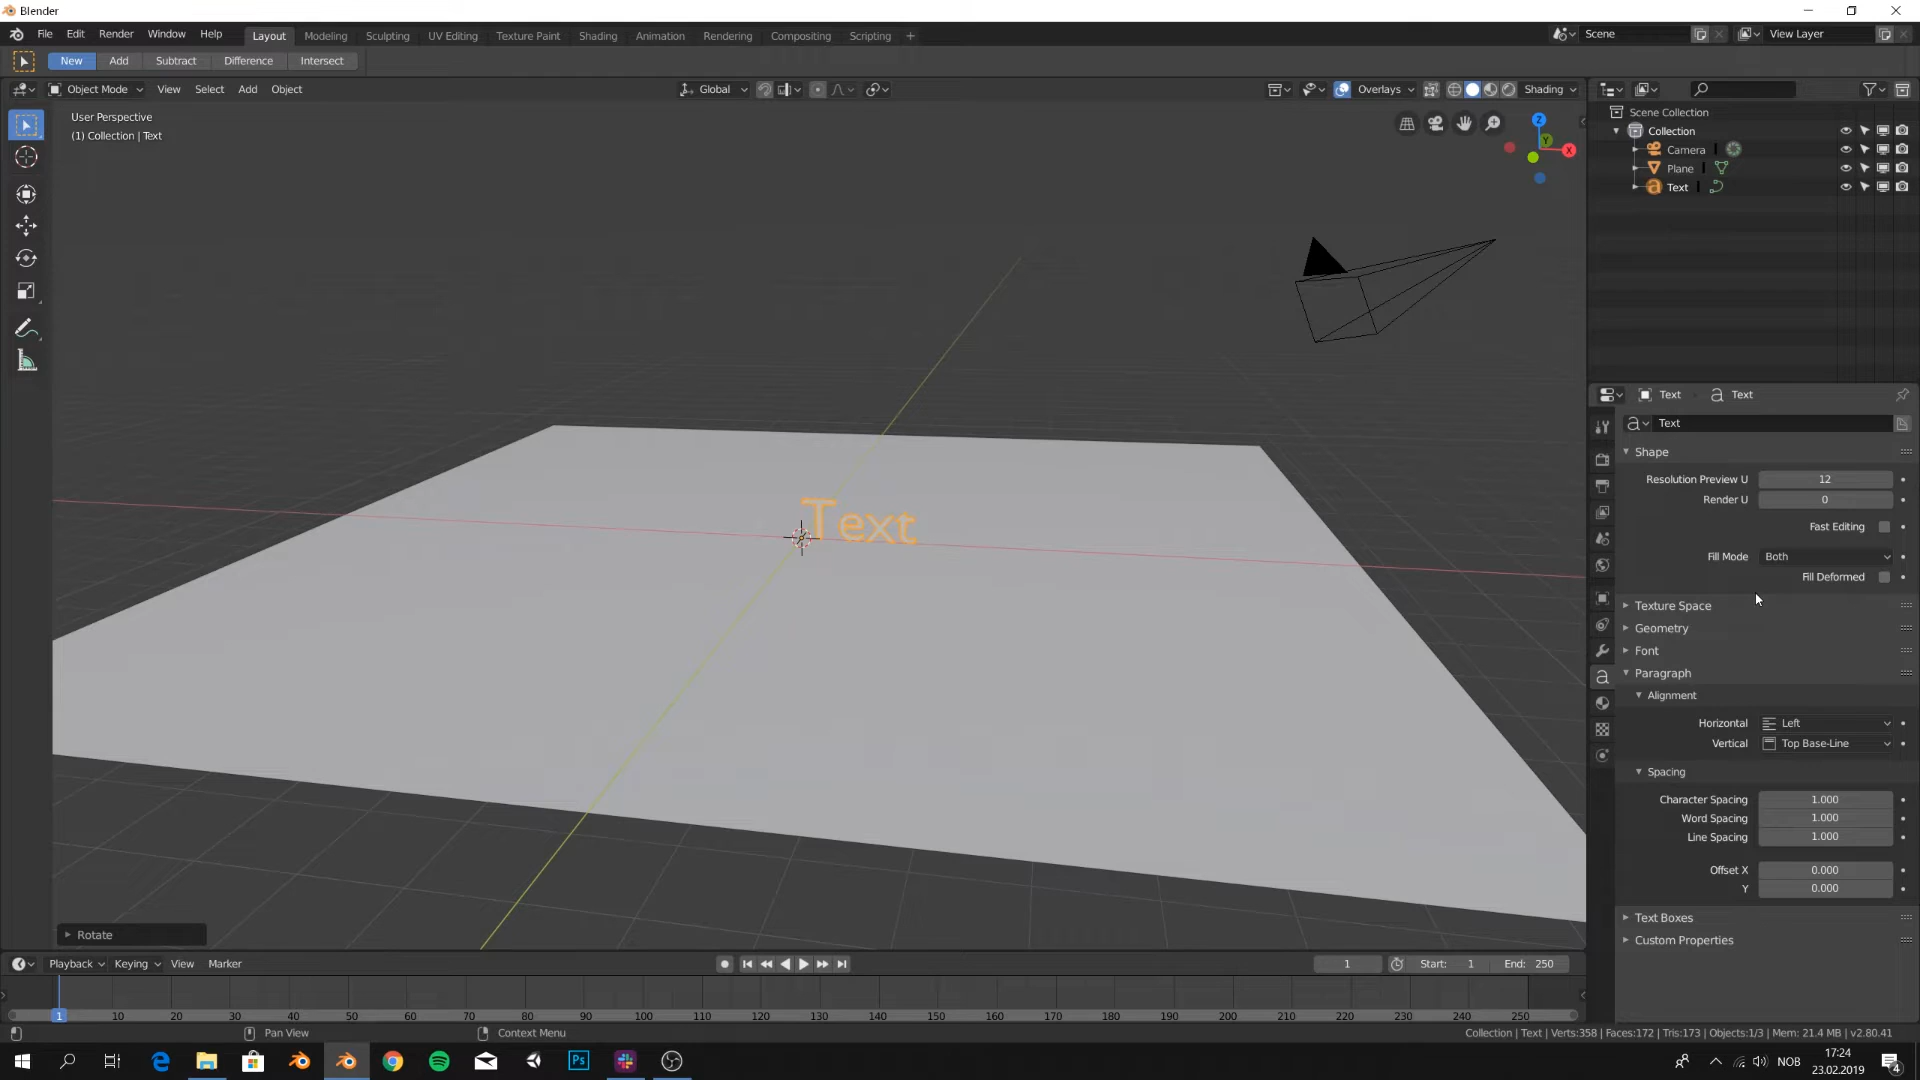 Blender
File Edit Render Window Help Layout Modeling Sculpting UV Editing Texture Paint Shading Animation Rendering Compositing Scripting + Scene View Layer
New Add Subtract Difference Intersect
Object Mode View Select Add Object Global Overlays Shading
User Perspective
(1) Collection | Text
Z
Y
X
Scene Collection
Collection
Camera
Plane
Text
Text Text
Text
Shape
Resolution Preview U 12
Render U 0
Fast Editing
Fill Mode Both
Fill Deformed
Texture Space
Geometry
Font
Paragraph
Alignment
Horizontal Left
Vertical Top Base-Line
Spacing
Character Spacing 1.000
Word Spacing 1.000
Line Spacing 1.000
Offset X 0.000
Y 0.000
Text Boxes
Custom Properties
Text
Rotate
Playback Keying View Marker 1 Start: 1 End: 250
1 10 20 30 40 50 60 70 80 90 100 110 120 130 140 150 160 170 180 190 200 210 220 230 240 250
Pan View Context Menu Collection | Text | Verts:358 | Faces:172 | Tris:173 | Objects:1/3 | Mem: 21.4 MB | v2.80.41
Ps NOB 17:24
23.02.2019 4